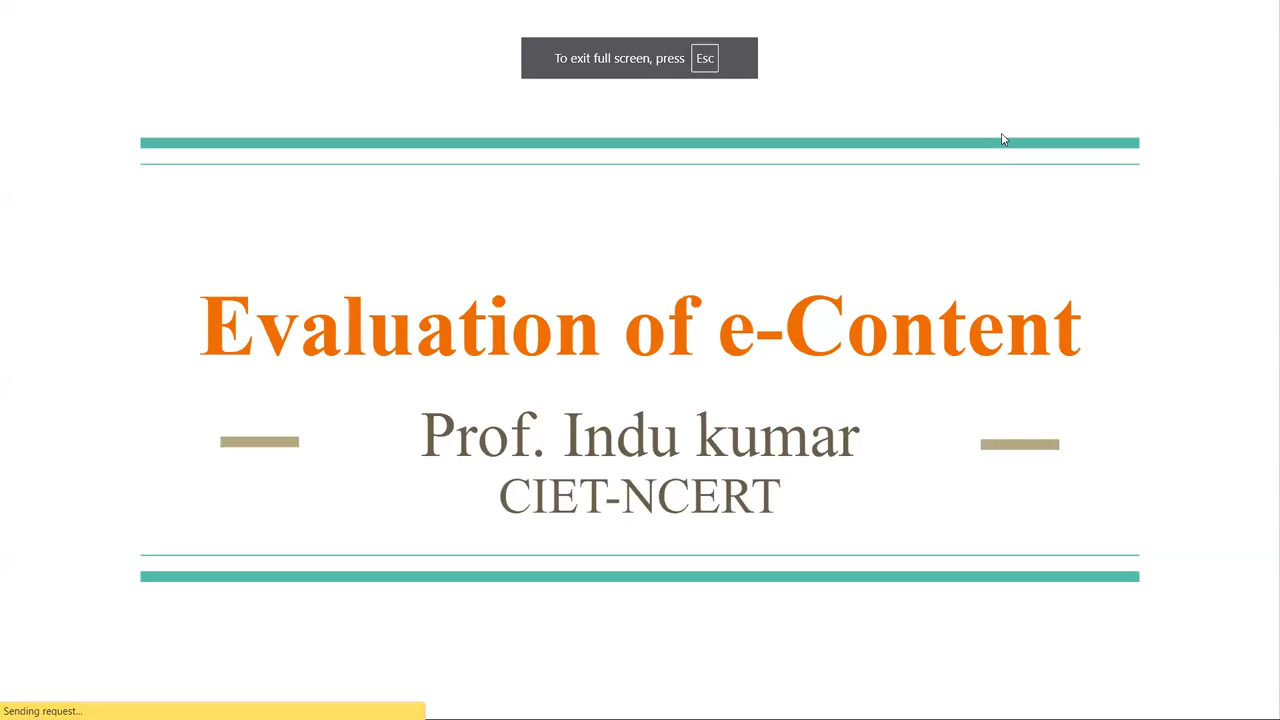 To exit full screen, press Esc
Evaluation of e-Content
Prof. Indu kumar
CIET-NCERT
Sending request...